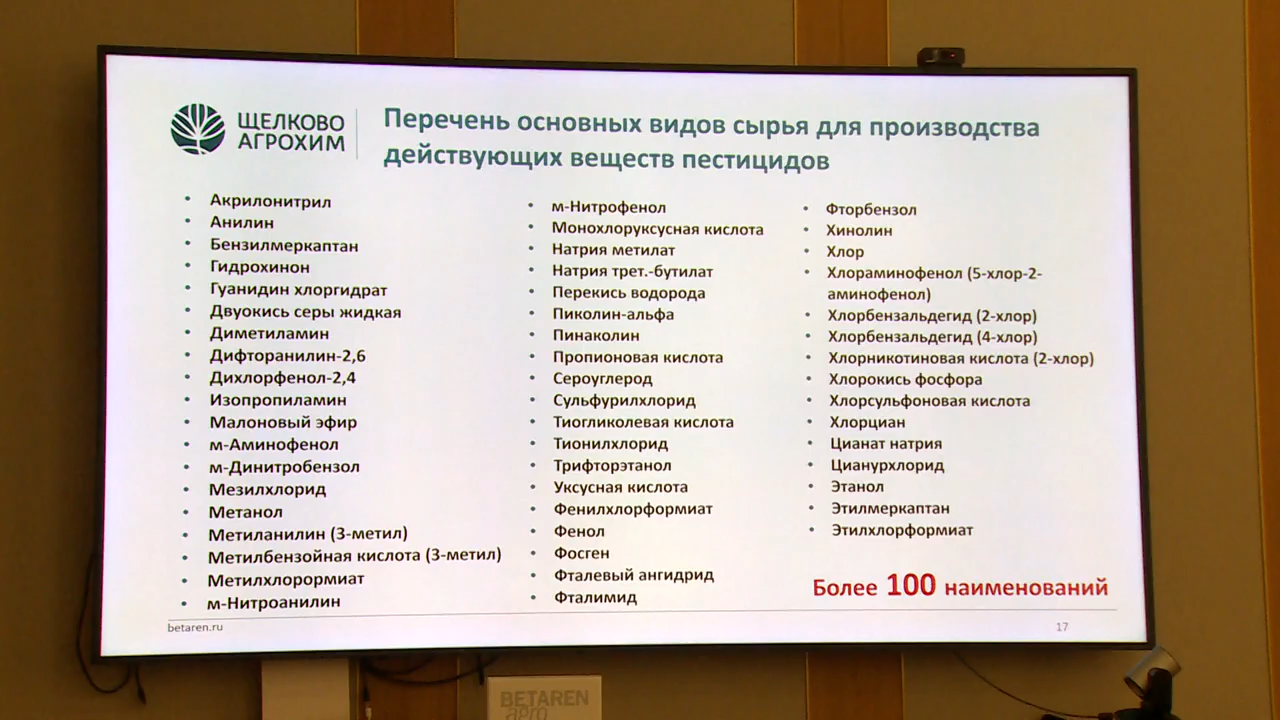 ЩЕЛКОВО
АГРОХИМ
Перечень основных видов сырья для производства
действующих веществ пестицидов
• Акрилонитрил
• Анилин
• Бензилмеркаптан
• Гидрохинон
• Гуанидин хлоргидрат
• Двуокись серы жидкая
• Диметиламин
• Дифторанилин-2,6
• Дихлорфенол-2,4
• Изопропиламин
• Малоновый эфир
• м-Аминофенол
• м-Динитробензол
• Мезилхлорид
• Метанол
• Метиланилин (3-метил)
• Метилбензойная кислота (3-метил)
• Метилхлорормиат
• м-Нитроанилин
• м-Нитрофенол
• Монохлоруксусная кислота
• Натрия метилат
• Натрия трет.-бутилат
• Перекись водорода
• Пиколин-альфа
• Пинаколин
• Пропионовая кислота
• Сероуглерод
• Сульфурилхлорид
• Тиогликолевая кислота
• Тионилхлорид
• Трифторэтанол
• Уксусная кислота
• Фенилхлорформиат
• Фенол
• Фосген
• Фталевый ангидрид
• Фталимид
• Фторбензол
• Хинолин
• Хлор
• Хлораминофенол (5-хлор-2-
аминофенол)
• Хлорбензальдегид (2-хлор)
• Хлорбензальдегид (4-хлор)
• Хлорникотиновая кислота (2-хлор)
• Хлорокись фосфора
• Хлорсульфоновая кислота
• Хлорциан
• Цианат натрия
• Циануpхлорид
• Этанол
• Этилмеркаптан
• Этилхлорформиат
Более 100 наименований
betaren.ru
17
BETAREN
agro